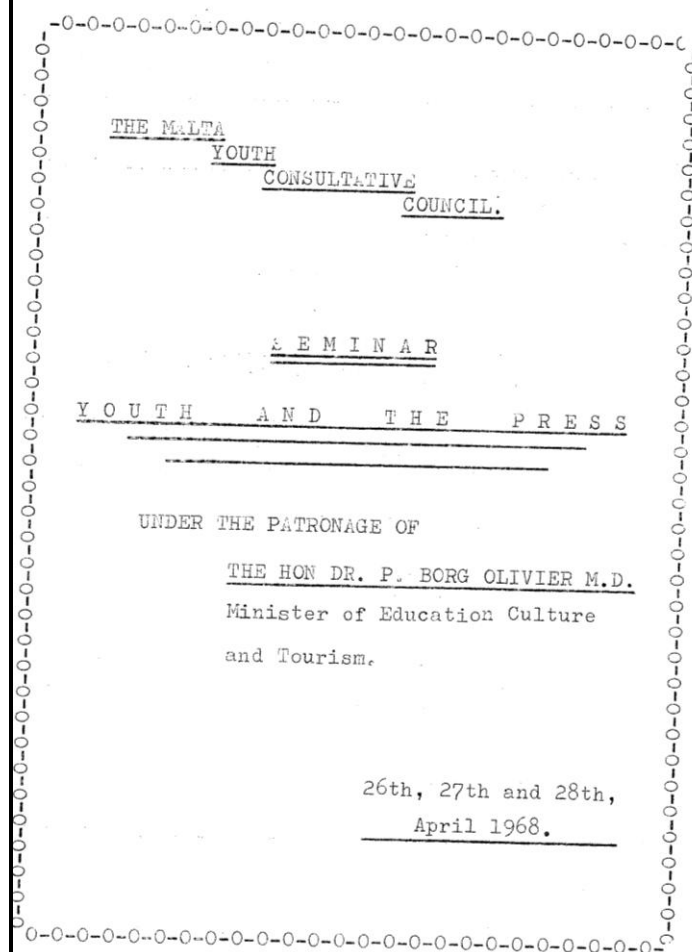 -O-O-O-O-O-O-O-O-O-O-O-O-O-O-O-O-O-O-O-O-O-O-O-O-O-O-O-O-O-O
THE MALTA
YOUTH
CONSULTATIVE
COUNCIL.
S E M I N A R
Y O U T H A N D T H E P R E S S
UNDER THE PATRONAGE OF
THE HON DR. P. BORG OLIVIER M.D.
Minister of Education Culture
and Tourism.
26th, 27th and 28th,
April 1968.
O-O-O-O-O-O-O-O-O-O-O-O-O-O-O-O-O-O-O-O-O-O-O-O-O-O-O-O-O-O